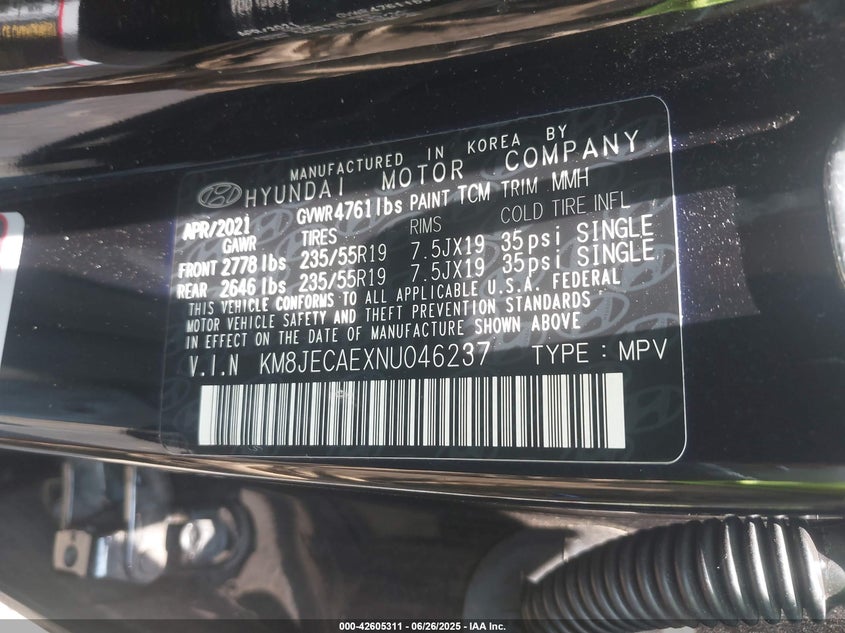 MANUFACTURED IN KOREA BY
HYUNDAI MOTOR COMPANY
APR/2021 GVWR4761lbs PAINT TCM TRIM MMH
GAWR TIRES RIMS COLD TIRE INFL
FRONT 2778 lbs 235/55R19 7.5JX19 35psi SINGLE
REAR 2646 lbs 235/55R19 7.5JX19 35psi SINGLE
THIS VEHICLE CONFORMS TO ALL APPLICABLE U.S.A. FEDERAL
MOTOR VEHICLE SAFETY AND THEFT PREVENTION STANDARDS
IN EFFECT ON THE DATE OF MANUFACTURE SHOWN ABOVE
V.I.N KM8JECAEXNU046237 TYPE : MPV
000-42605311 - 06/26/2025 - IAA Inc.